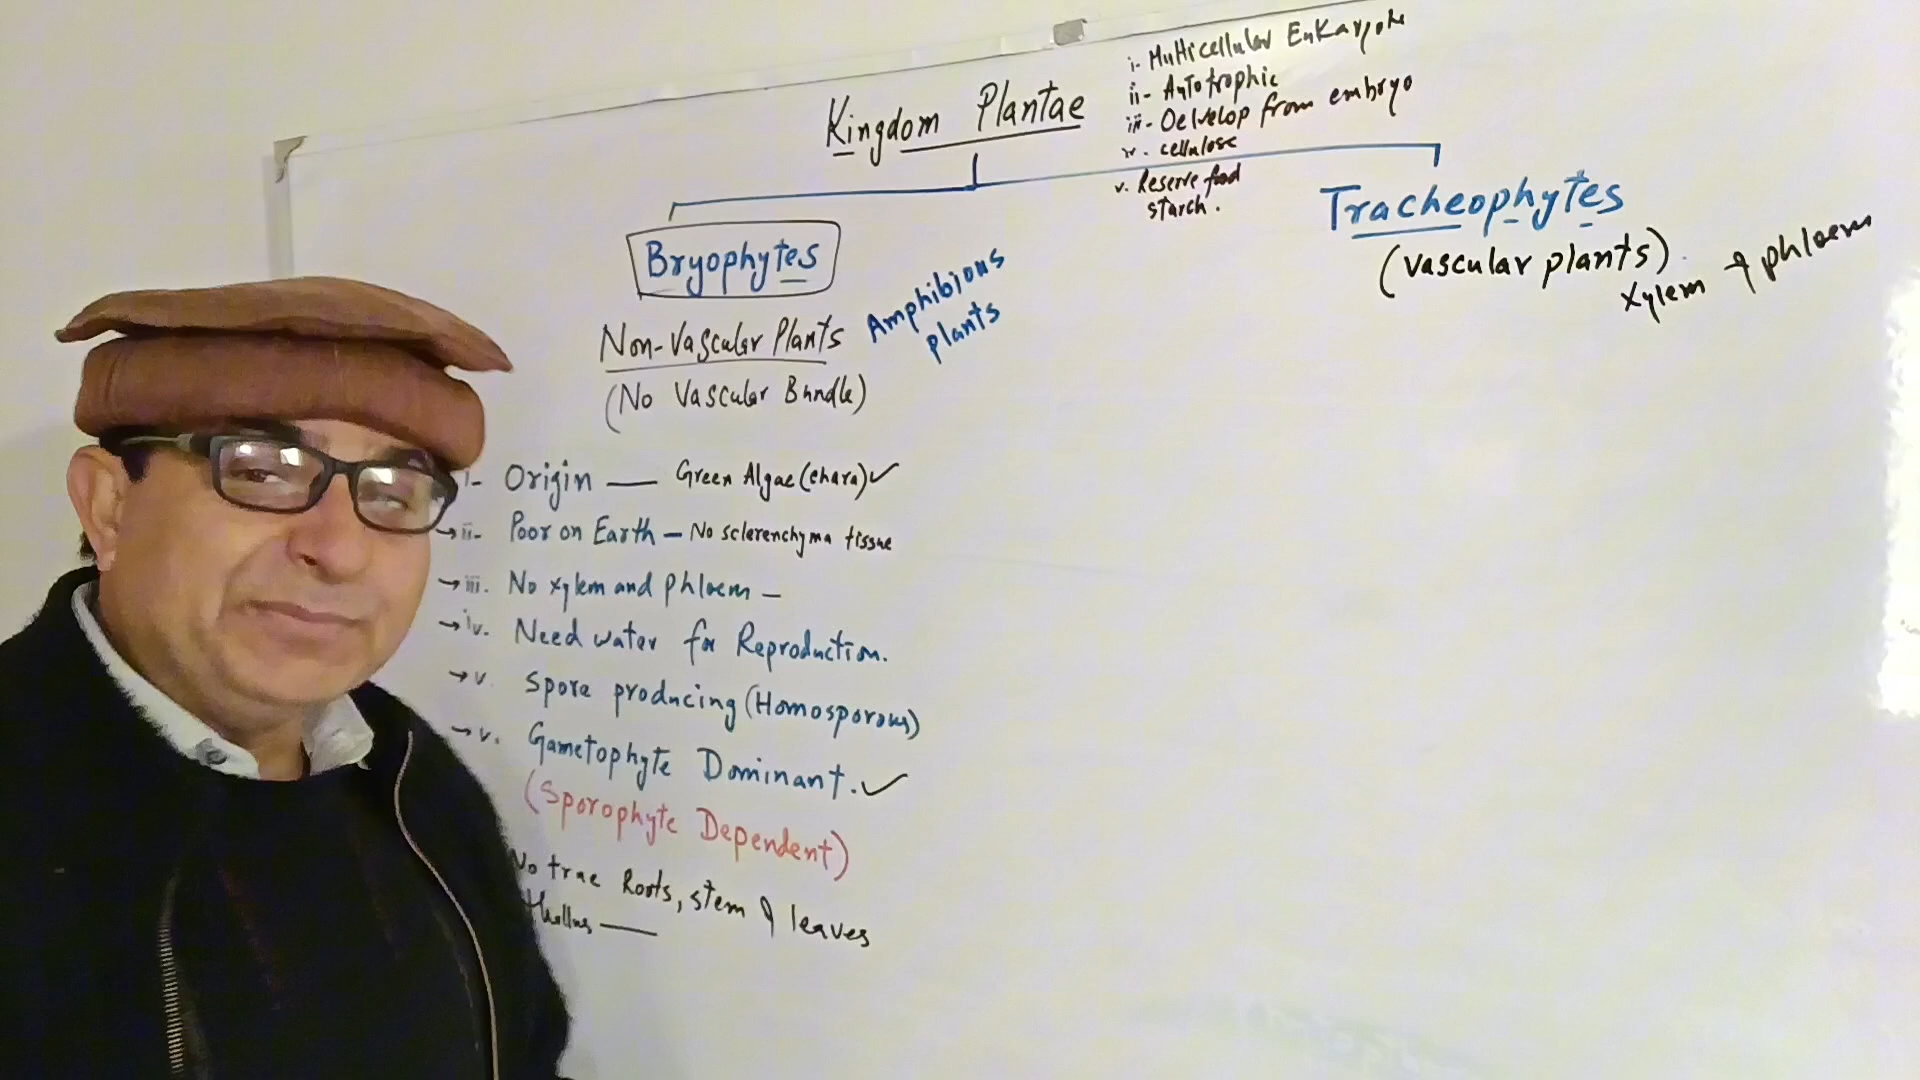 Kingdom Plantae
i- Multicellular Eukaryote
ii- Autotrophic
iii- Develop from embryo
iv. cellulose
v. Reserve food
starch.
Bryophytes
Amphibious
plants
Non-Vascular Plants
(No Vascular Bundle)
Tracheophytes
(vascular plants).
Xylem & phloem
i- Origin — Green Algae (chara) ✓
→ ii- Poor on Earth – No sclerenchyma tissue
→ iii. No xylem and phloem –
→ iv. Need water for Reproduction.
→ v. Spore producing (Homosporous)
→ v. Gametophyte Dominant. ✓
(Sporophyte Dependent)
No true Roots, stem & leaves
thallus —